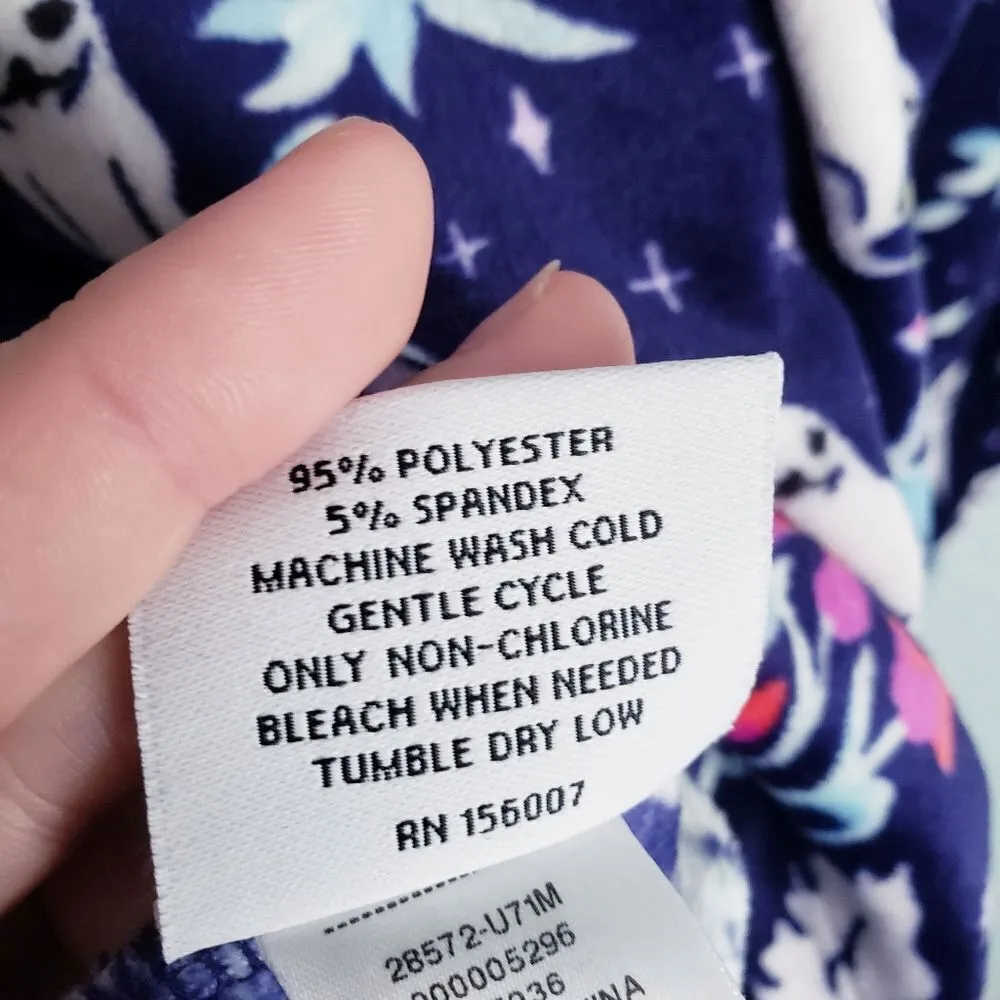 95% POLYESTER
5% SPANDEX
MACHINE WASH COLD
GENTLE CYCLE
ONLY NON-CHLORINE
BLEACH WHEN NEEDED
TUMBLE DRY LOW
RN 156007
28572-U71M
000005296